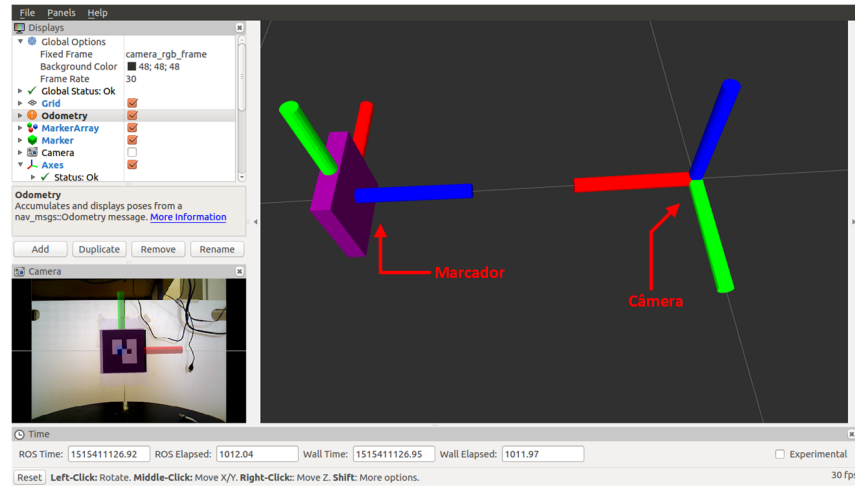 File Panels Help
Displays
Global Options
Fixed Frame camera_rgb_frame
Background Color 48; 48; 48
Frame Rate 30
Global Status: Ok
Grid
Odometry
MarkerArray
Marker
Camera
Axes
Status: Ok
Odometry
Accumulates and displays poses from a
nav_msgs::Odometry message. More Information
Add Duplicate Remove Rename
Camera
Marcador
Câmera
Time
ROS Time: 1515411126.92 ROS Elapsed: 1012.04 Wall Time: 1515411126.95 Wall Elapsed: 1011.97 Experimental
Reset Left-Click: Rotate. Middle-Click: Move X/Y. Right-Click:: Move Z. Shift: More options. 30 fps